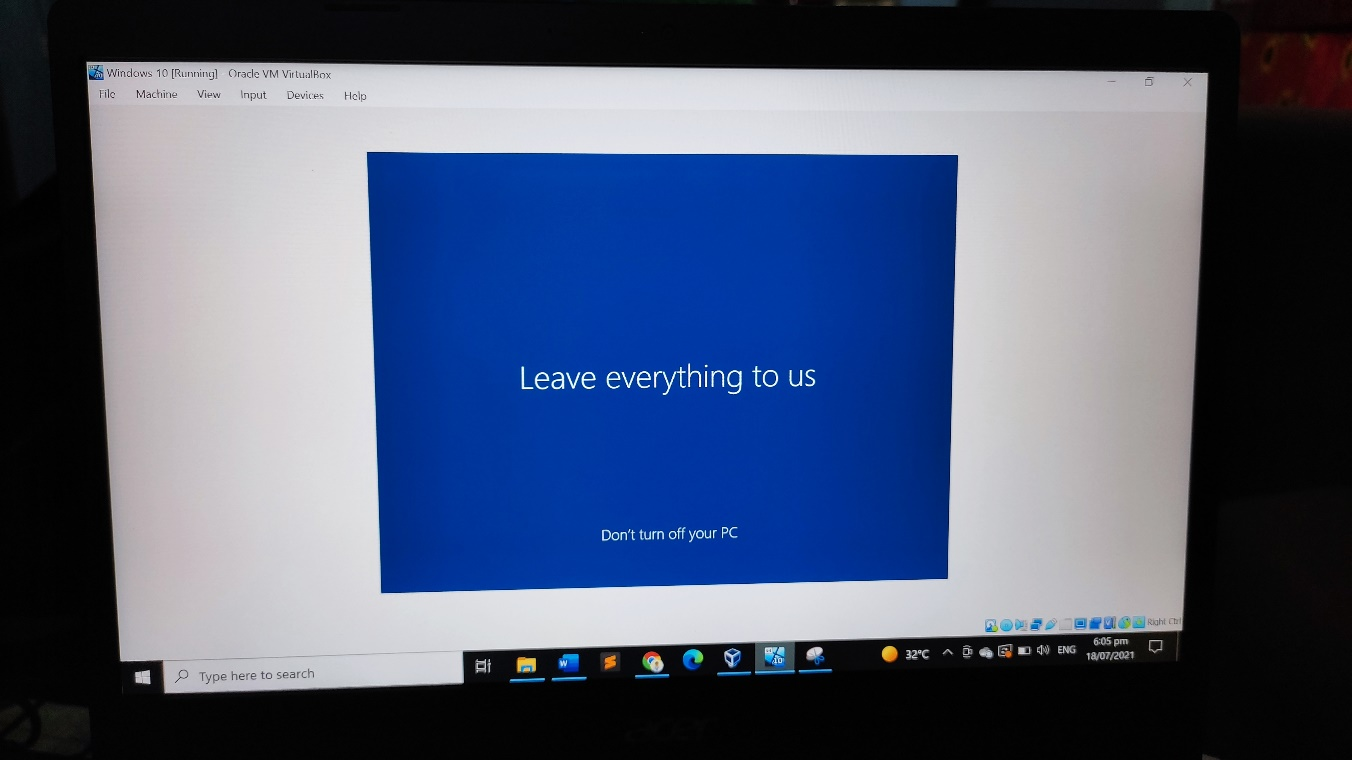 Windows 10 [Running] - Oracle VM VirtualBox
File Machine View Input Devices Help
Leave everything to us
Don't turn off your PC
Right Ctrl
Type here to search
32°C
ENG
6:05 pm
18/07/2021
acer